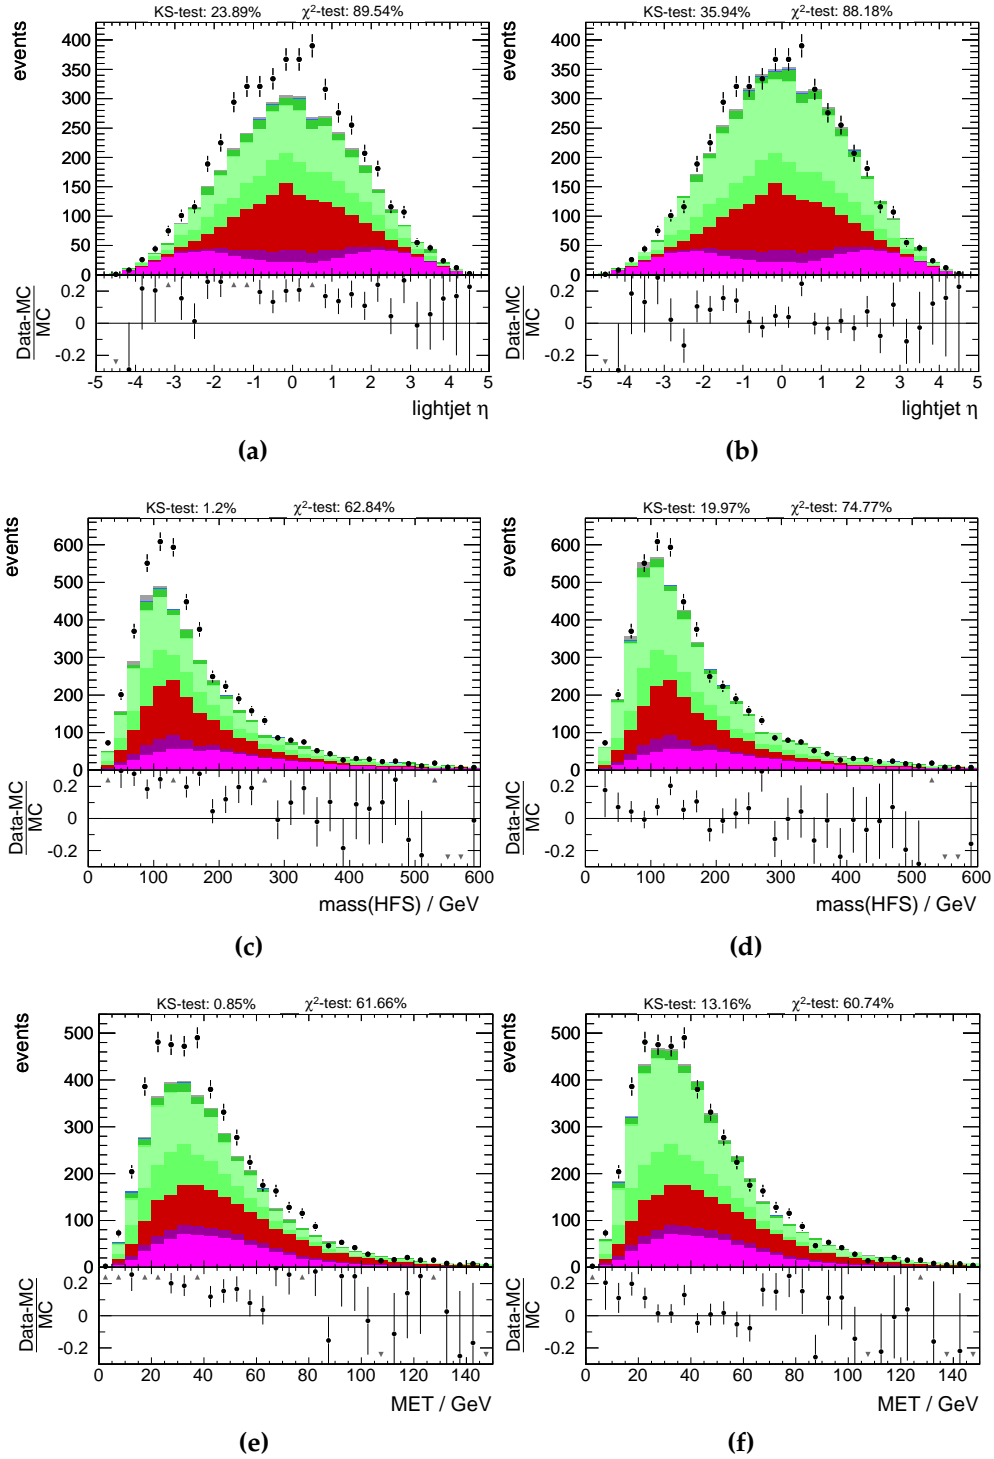 KS-test: 23.89% χ²-test: 89.54%
events
400
350
300
250
200
150
100
50
0
Data-MC
MC
0.2
0
-0.2
-5 -4 -3 -2 -1 0 1 2 3 4 5
lightjet η
(a)
KS-test: 35.94% χ²-test: 88.18%
events
400
350
300
250
200
150
100
50
0
Data-MC
MC
0.2
0
-0.2
-5 -4 -3 -2 -1 0 1 2 3 4 5
lightjet η
(b)
KS-test: 1.2% χ²-test: 62.84%
events
600
500
400
300
200
100
0
Data-MC
MC
0.2
0
-0.2
0 100 200 300 400 500 600
mass(HFS) / GeV
(c)
KS-test: 19.97% χ²-test: 74.77%
events
600
500
400
300
200
100
0
Data-MC
MC
0.2
0
-0.2
0 100 200 300 400 500 600
mass(HFS) / GeV
(d)
KS-test: 0.85% χ²-test: 61.66%
events
500
400
300
200
100
0
Data-MC
MC
0.2
0
-0.2
0 20 40 60 80 100 120 140
MET / GeV
(e)
KS-test: 13.16% χ²-test: 60.74%
events
500
400
300
200
100
0
Data-MC
MC
0.2
0
-0.2
0 20 40 60 80 100 120 140
MET / GeV
(f)